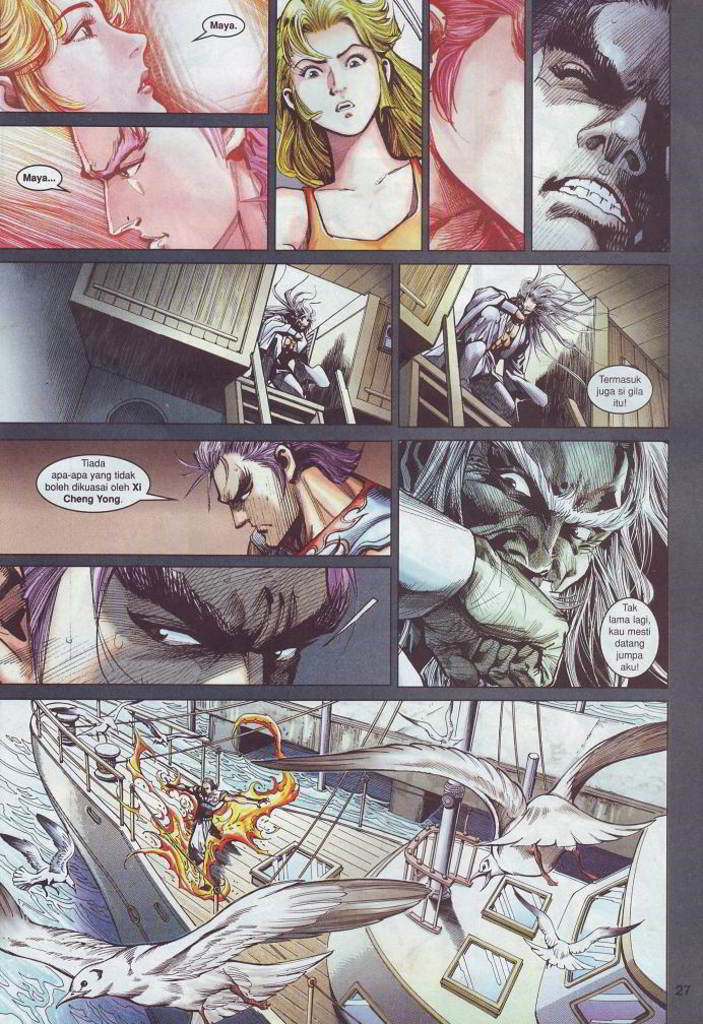 Maya.
Maya...
Termasuk
juga si gila
itu!
Tiada
apa-apa yang tidak
boleh dikuasai oleh Xi
Cheng Yong.
Tak
lama lagi,
kau mesti
datang
jumpa
aku!
27